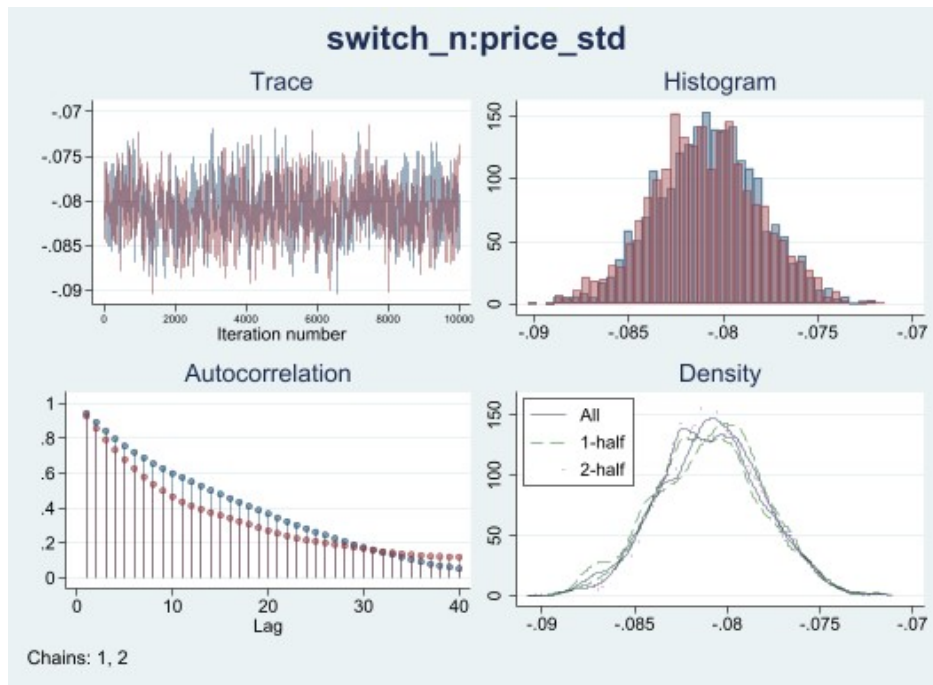 switch_n:price_std
Trace
-.07
-.075
-.08
-.085
-.09
0 2000 4000 6000 8000 10000
Iteration number
Histogram
150
100
50
0
-.09 -.085 -.08 -.075 -.07
Autocorrelation
1
.8
.6
.4
.2
0
0 10 20 30 40
Lag
Density
150
100
50
0
All
1-half
2-half
-.09 -.085 -.08 -.075 -.07
Chains: 1, 2